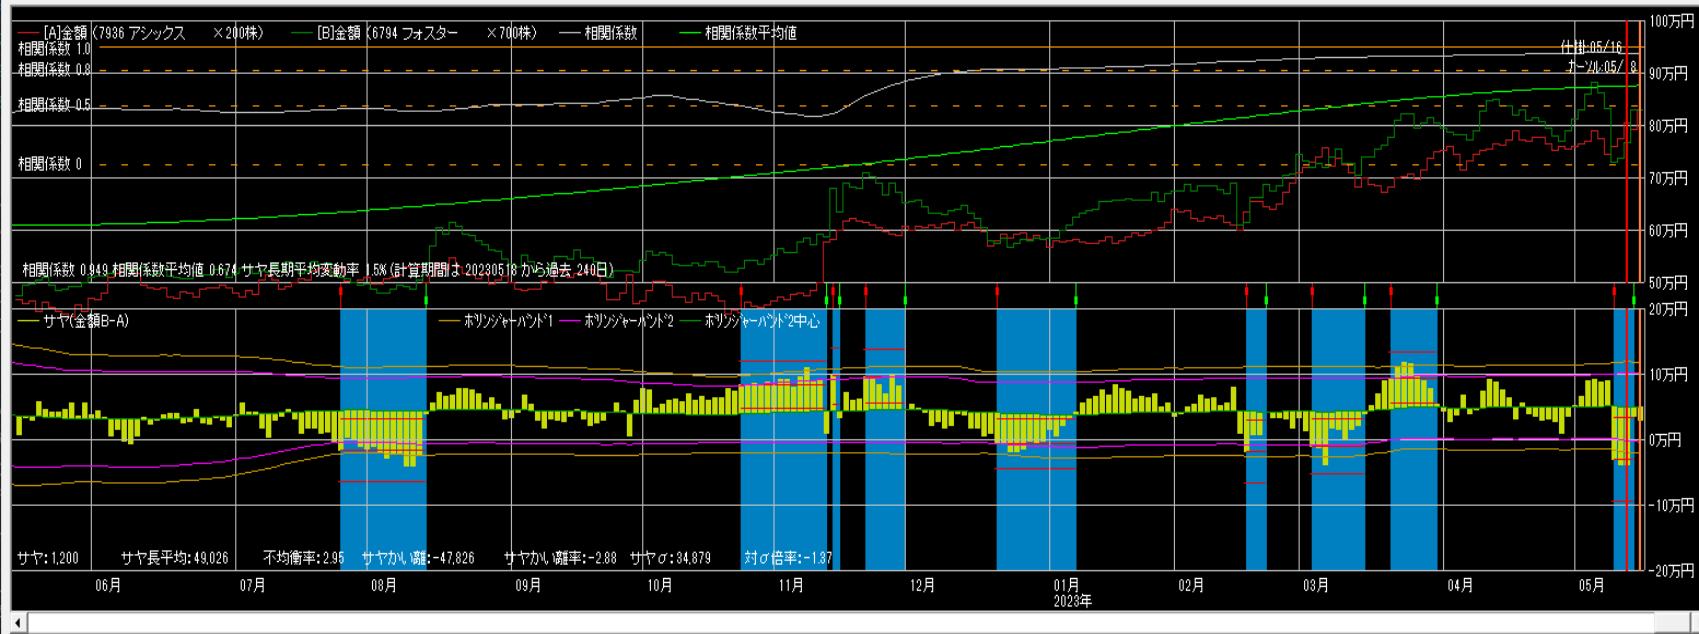 [A]金額 (7936 アシックス ×200株) [B]金額 (6794 フォスター ×700株) 相関係数 相関係数平均値
100万円
相関係数 1.0
仕掛:05/16
相関係数 0.8
カーソル:05/ 8
90万円
相関係数 0.5
80万円
相関係数 0
70万円
60万円
相関係数 0.949 相関係数平均値 0.674 サヤ長期平均変動率 1.5% (計算期間は 20230518 から過去 240日)
50万円
20万円
サヤ(金額B-A) ボリンジャーバンド1 ボリンジャーバンド2 ボリンジャーバンド2中心
10万円
0万円
-10万円
サヤ:1,200 サヤ長平均:49,026 不均衡率:2.95 サヤかい離:-47,826 サヤかい離率:-2.88 サヤσ:34,879 対σ倍率:-1.37
-20万円
06月 07月 08月 09月 10月 11月 12月 01月 02月 03月 04月 05月
2023年